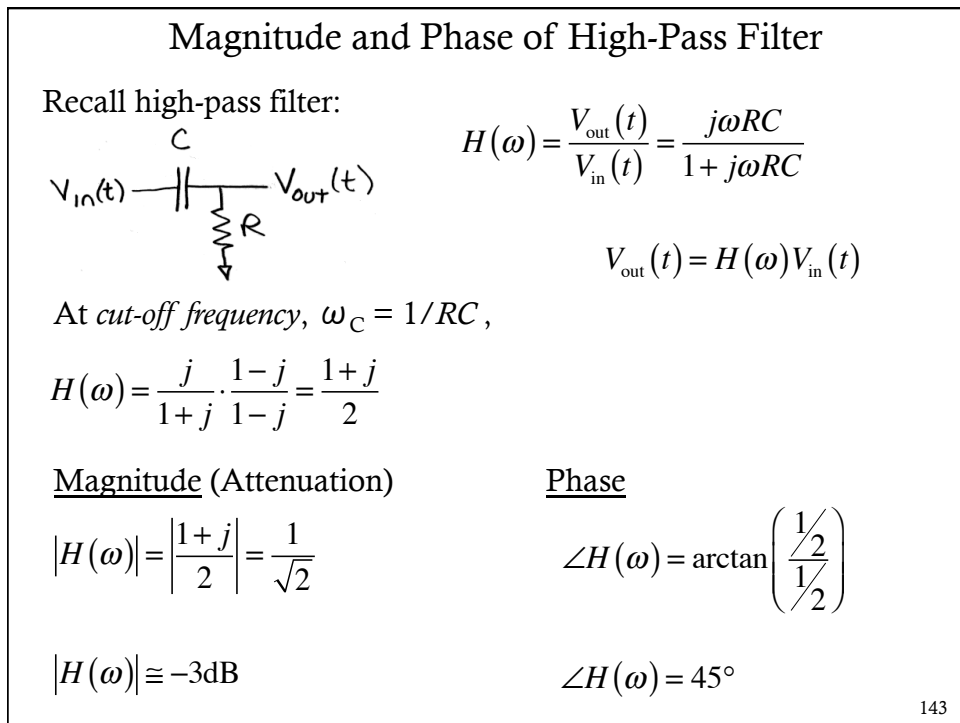 Magnitude and Phase of High-Pass Filter
Recall high-pass filter:
C
V_in(t)
V_out(t)
R
H(ω) = V_out(t) / V_in(t) = jωRC / (1 + jωRC)
V_out(t) = H(ω)V_in(t)
At cut-off frequency, ω_C = 1/RC ,
H(ω) = j / (1 + j) · (1 − j) / (1 − j) = (1 + j) / 2
Magnitude (Attenuation)
|H(ω)| = |(1 + j) / 2| = 1 / √2
|H(ω)| ≅ −3dB
Phase
∠H(ω) = arctan((1/2) / (1/2))
∠H(ω) = 45°
143